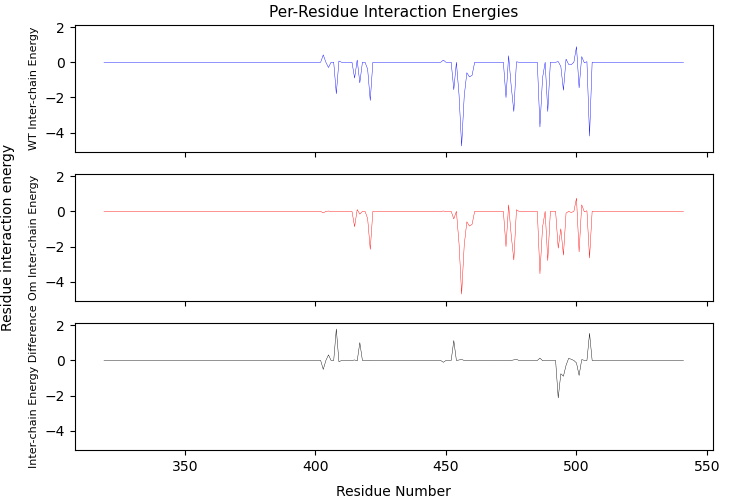 Per-Residue Interaction Energies
Residue interaction energy
WT Inter-chain Energy
2
0
−2
−4
Om Inter-chain Energy
2
0
−2
−4
Inter-chain Energy Difference
2
0
−2
−4
350
400
450
500
550
Residue Number